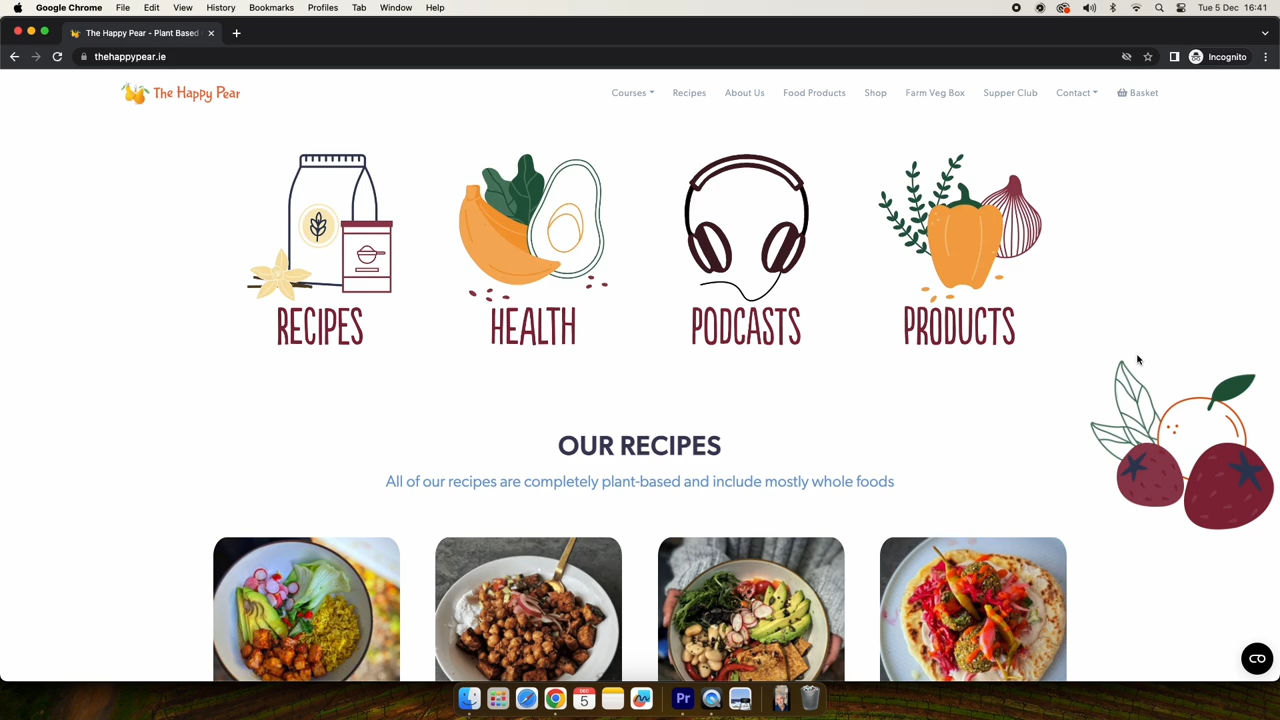 Google Chrome File Edit View History Bookmarks Profiles Tab Window Help Tue 5 Dec 16:41
The Happy Pear - Plant Based
thehappypear.ie Incognito
The Happy Pear Courses Recipes About Us Food Products Shop Farm Veg Box Supper Club Contact Basket
RECIPES HEALTH PODCASTS PRODUCTS
OUR RECIPES
All of our recipes are completely plant-based and include mostly whole foods
DEC
5 Pr